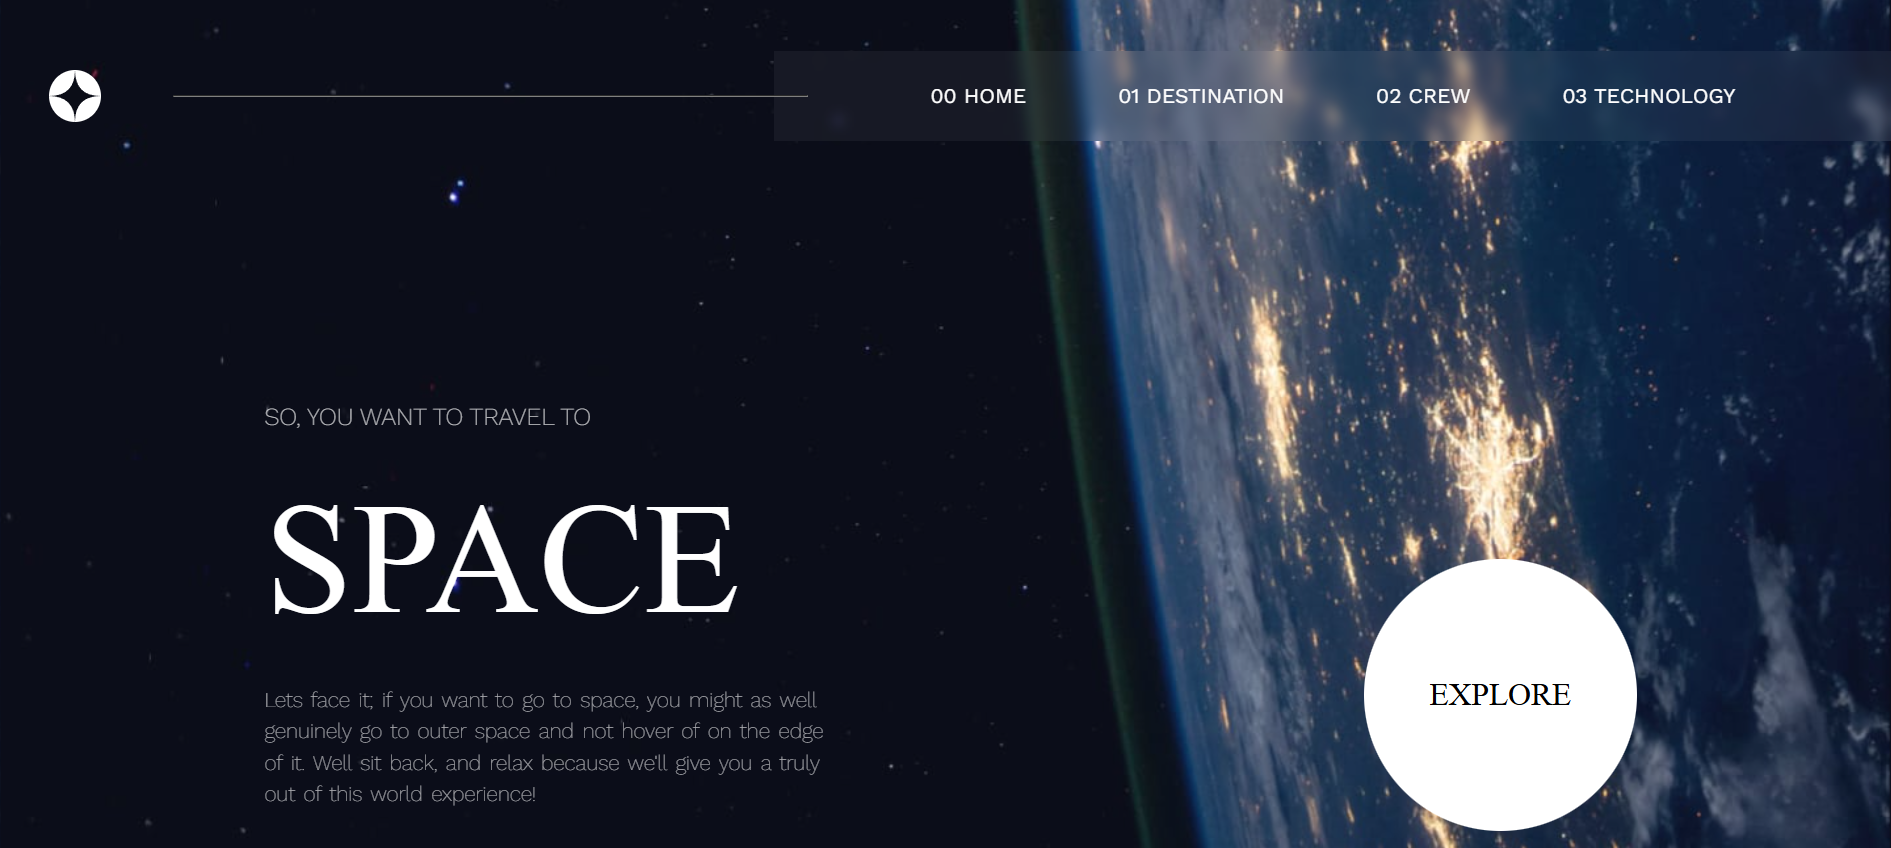 00 HOME 01 DESTINATION 02 CREW 03 TECHNOLOGY
SO, YOU WANT TO TRAVEL TO
SPACE
Lets face it; if you want to go to space, you might as well
genuinely go to outer space and not hover of on the edge
of it. Well sit back, and relax because we'll give you a truly
out of this world experience!
EXPLORE